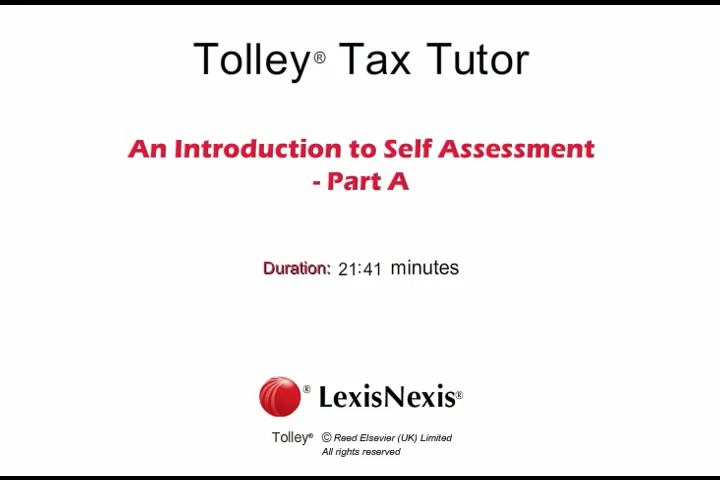 Tolley® Tax Tutor
An Introduction to Self Assessment
- Part A
Duration: 21:41 minutes
® LexisNexis®
Tolley® © Reed Elsevier (UK) Limited
All rights reserved